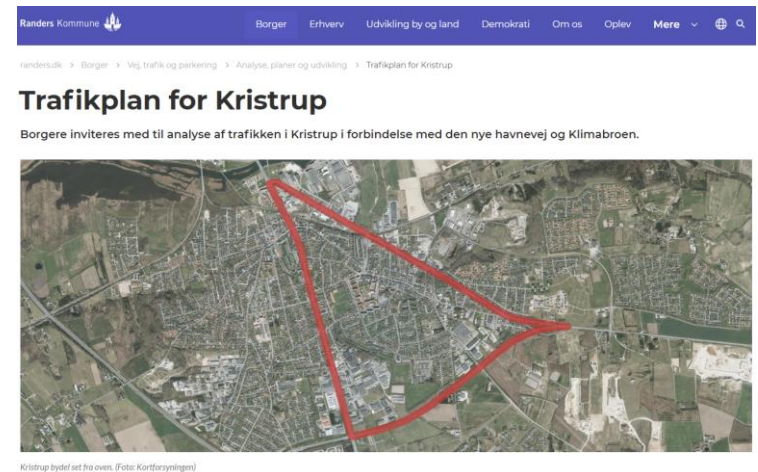 Randers Kommune
Borger Erhverv Udvikling by og land Demokrati Om os Oplev Mere
randers.dk > Borger > Vej, trafik og parkering > Analyse, planer og udvikling > Trafikplan for Kristrup
Trafikplan for Kristrup
Borgere inviteres med til analyse af trafikken i Kristrup i forbindelse med den nye havnevej og Klimabroen.
Kristrup bydel set fra oven. (Foto: Kortforsyningen)